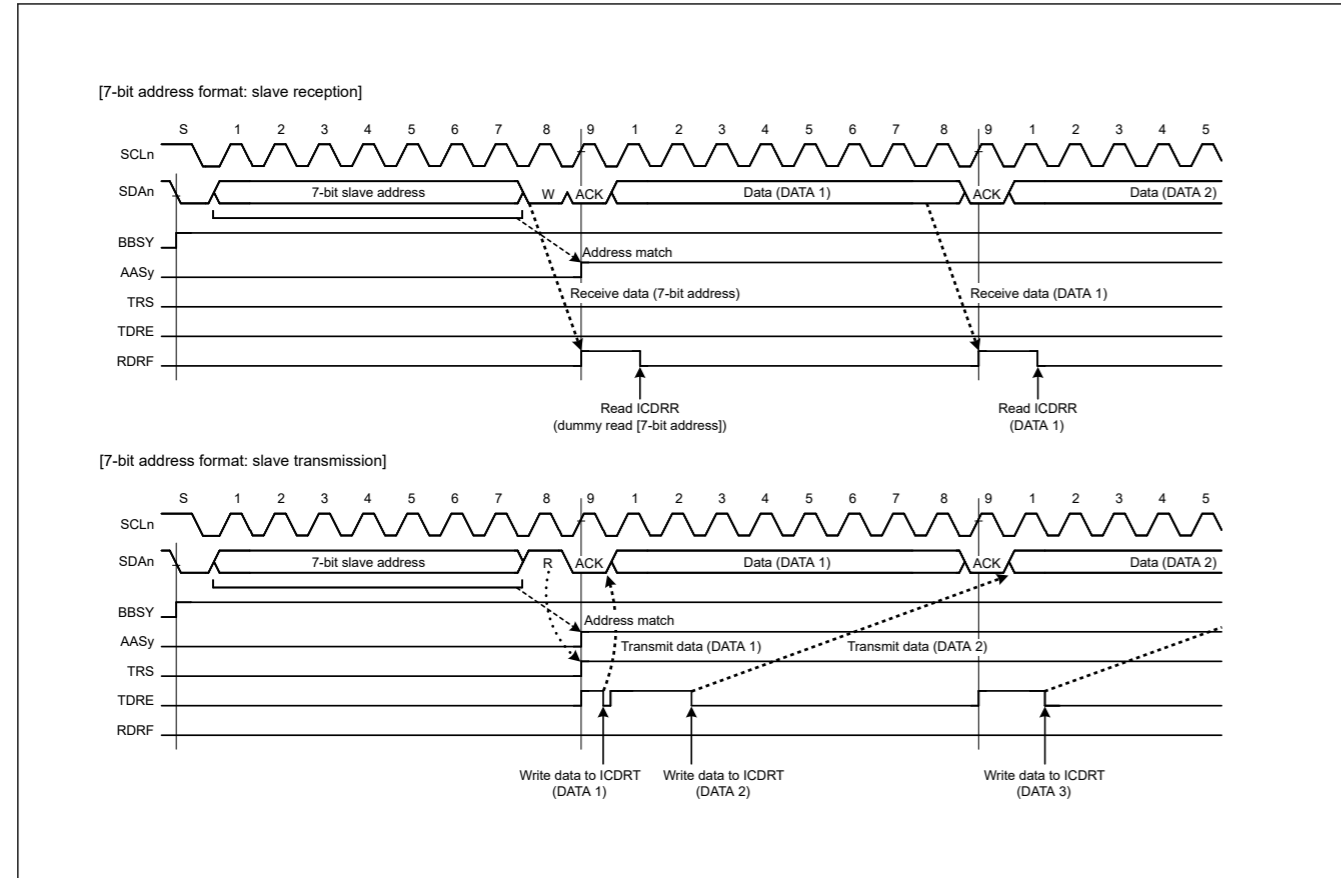 [7-bit address format: slave reception]
S 1 2 3 4 5 6 7 8 9 1 2 3 4 5 6 7 8 9 1 2 3 4 5
SCLn
SDAn 7-bit slave address W ACK Data (DATA 1) ACK Data (DATA 2)
BBSY
Address match
AASy
Receive data (7-bit address) Receive data (DATA 1)
TRS
TDRE
RDRF
Read ICDRR Read ICDRR
(dummy read [7-bit address]) (DATA 1)
[7-bit address format: slave transmission]
S 1 2 3 4 5 6 7 8 9 1 2 3 4 5 6 7 8 9 1 2 3 4 5
SCLn
SDAn 7-bit slave address R ACK Data (DATA 1) ACK Data (DATA 2)
BBSY
Address match
AASy
Transmit data (DATA 1) Transmit data (DATA 2)
TRS
TDRE
RDRF
Write data to ICDRT Write data to ICDRT Write data to ICDRT
(DATA 1) (DATA 2) (DATA 3)